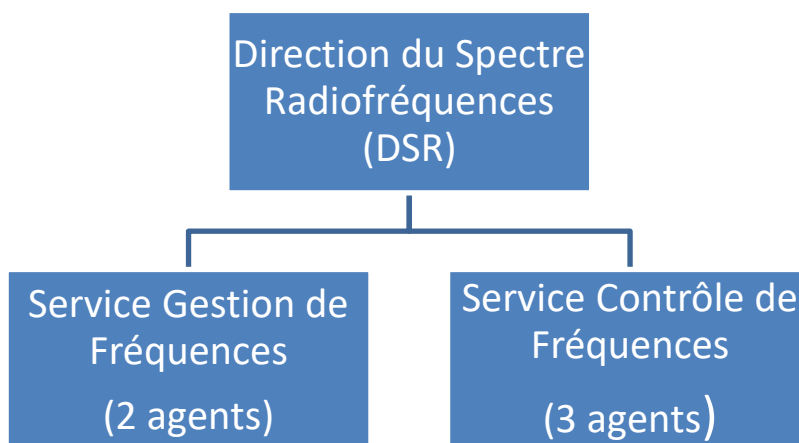 Direction du Spectre
Radiofréquences
(DSR)
Service Gestion de
Fréquences
(2 agents)
Service Contrôle de
Fréquences
(3 agents)